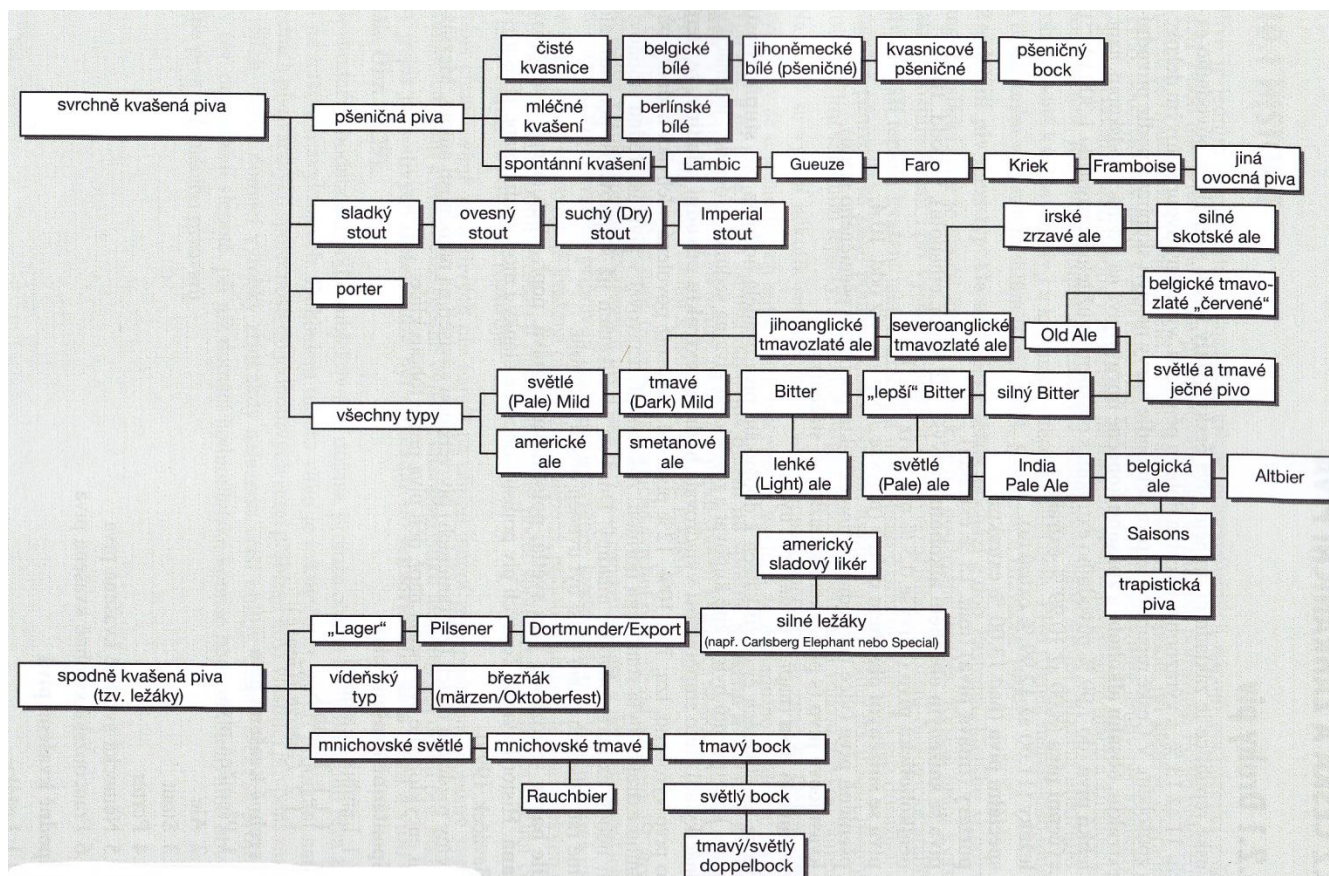 čisté
kvasnice
belgické
bílé
jihoněmecké
bílé (pšeničné)
kvasnicové
pšeničné
pšeničný
bock
svrchně kvašená piva
pšeničná piva
mléčné
kvašení
berlínské
bílé
spontánní kvašení
Lambic
Gueuze
Faro
Kriek
Framboise
jiná
ovocná piva
sladký
stout
ovesný
stout
suchý (Dry)
stout
Imperial
stout
irské
zrzavé ale
silné
skotské ale
porter
belgické tmavo-
zlaté „červené“
jihoanglické
tmavozlaté ale
severoanglické
tmavozlaté ale
Old Ale
světlé a tmavé
ječné pivo
všechny typy
světlé
(Pale) Mild
tmavé
(Dark) Mild
Bitter
„lepší“ Bitter
silný Bitter
americké
ale
smetanové
ale
lehké
(Light) ale
světlé
(Pale) ale
India
Pale Ale
belgická
ale
Altbier
Saisons
trapistická
piva
americký
sladový likér
„Lager“
Pilsener
Dortmunder/Export
silné ležáky
(např. Carlsberg Elephant nebo Special)
spodně kvašená piva
(tzv. ležáky)
vídeňský
typ
březňák
(märzen/Oktoberfest)
mnichovské světlé
mnichovské tmavé
tmavý bock
Rauchbier
světlý bock
tmavý/světlý
doppelbock